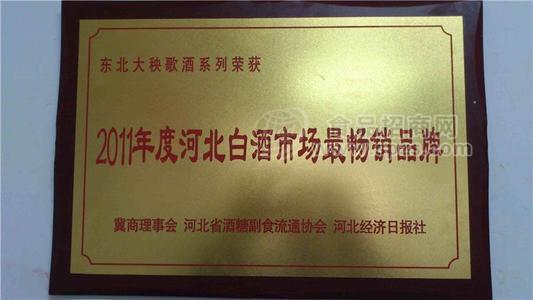 东北大秧歌酒系列荣获
食品招商网
2011年度河北白酒市场最畅销品牌
冀商理事会 河北省酒糖副食流通协会 河北经济日报社